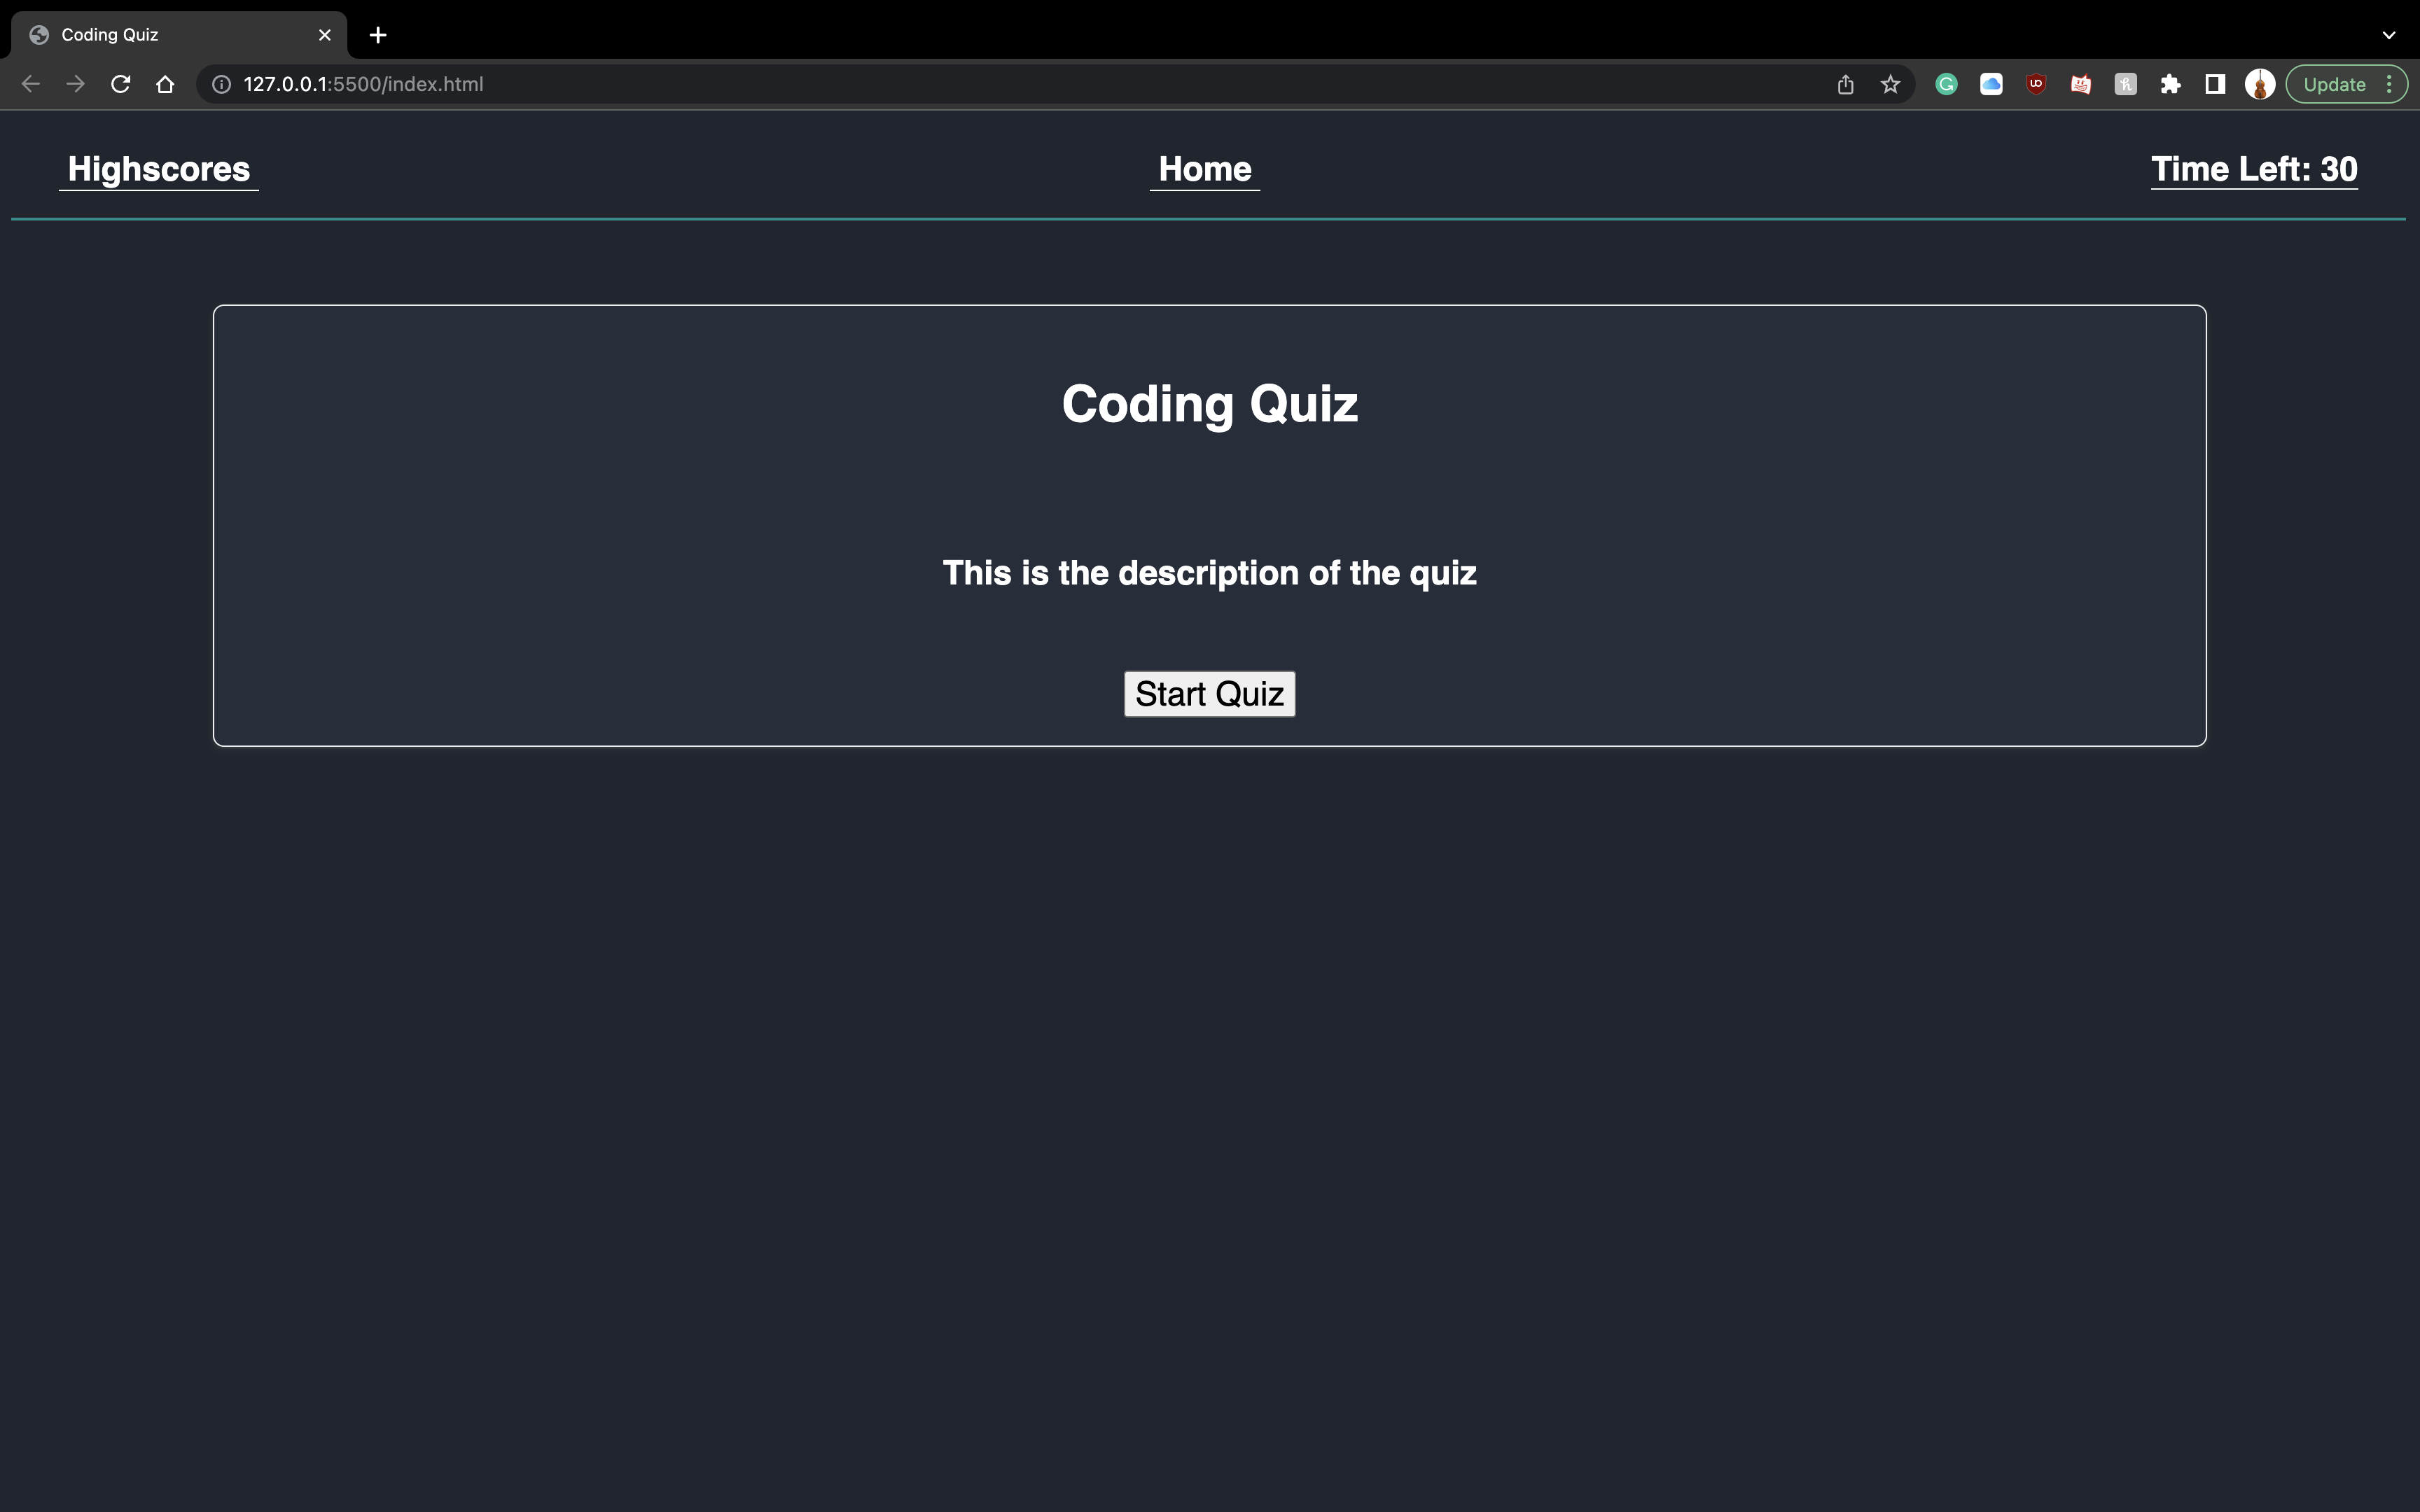 Coding Quiz
127.0.0.1:5500/index.html
Update
Highscores
Home
Time Left: 30
Coding Quiz
This is the description of the quiz
Start Quiz